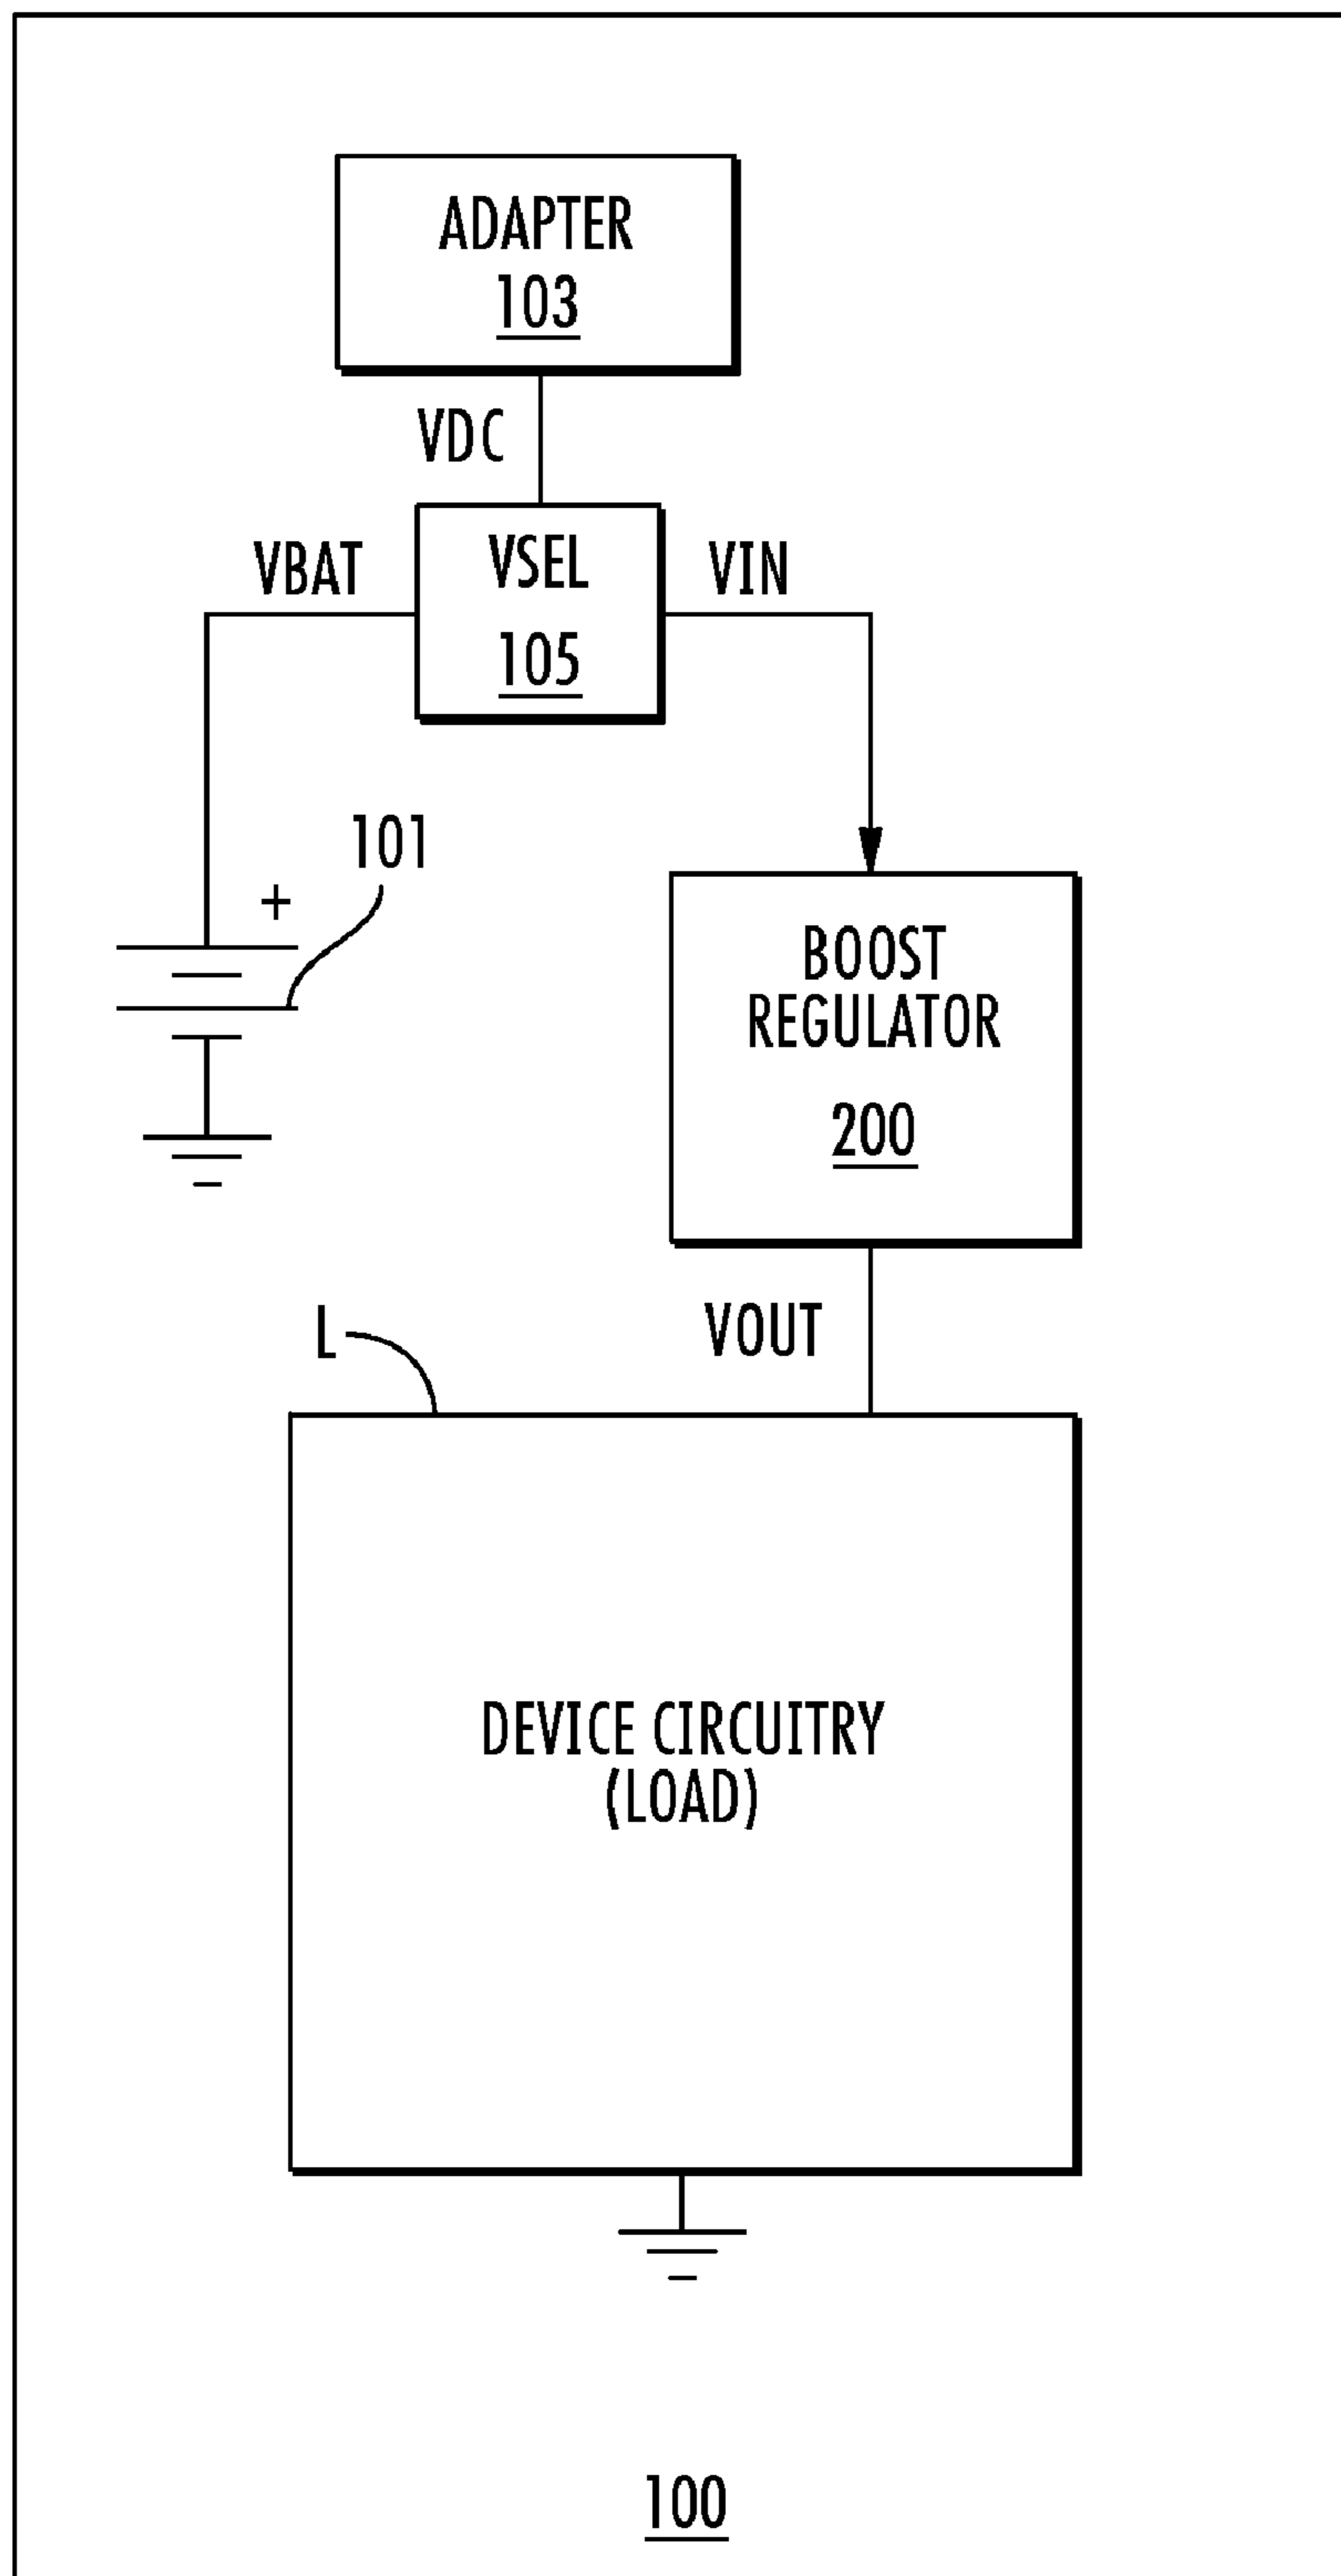 ADAPTER
103
VDC
VBAT
VSEL
VIN
105
101
+
BOOST
REGULATOR
200
L
VOUT
DEVICE CIRCUITRY
(LOAD)
100